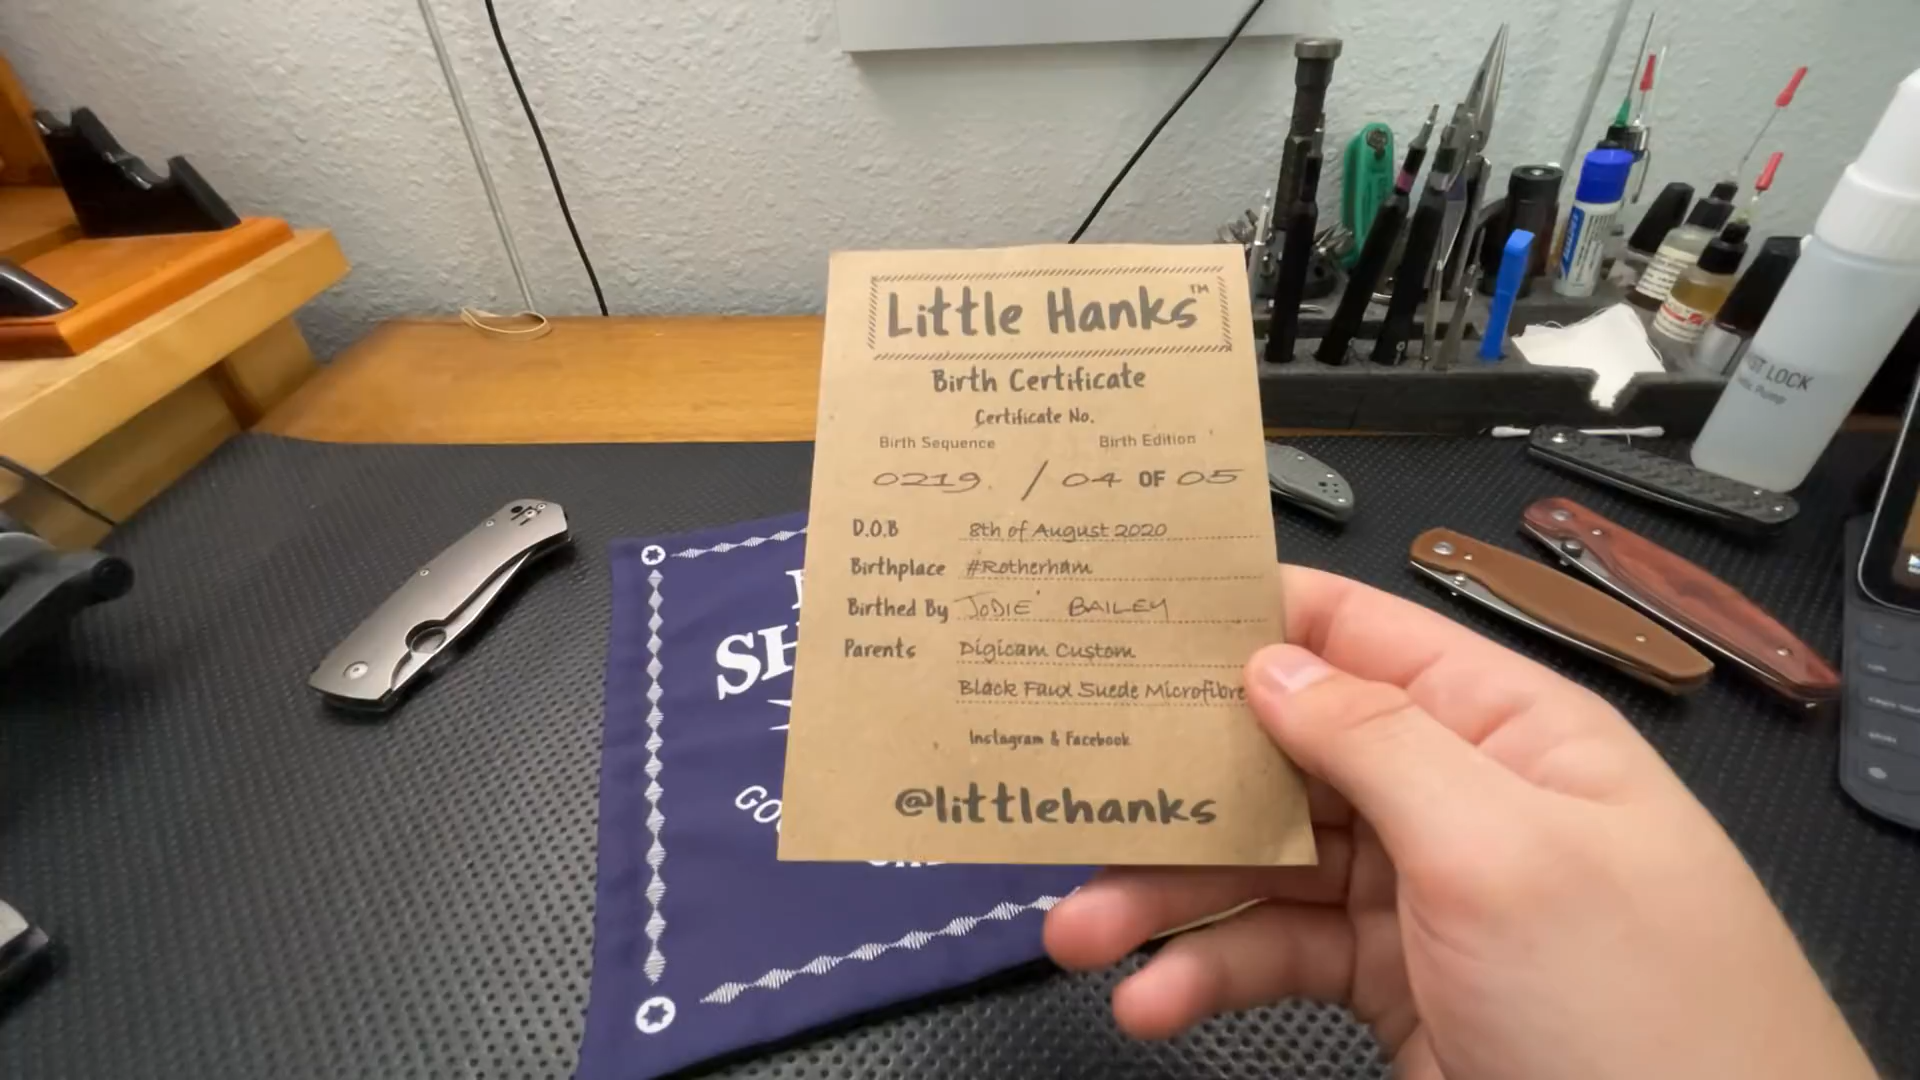 Little Hanks™
Birth Certificate
Certificate No.
Birth Sequence Birth Edition
0219. / 04 OF 05
D.O.B 8th of August 2020
Birthplace #Rotherham
Birthed By JODIE BAILEY
Parents Digicam Custom
Black Faux Suede Microfibre
Instagram & Facebook
@littlehanks
LOCK
Pump